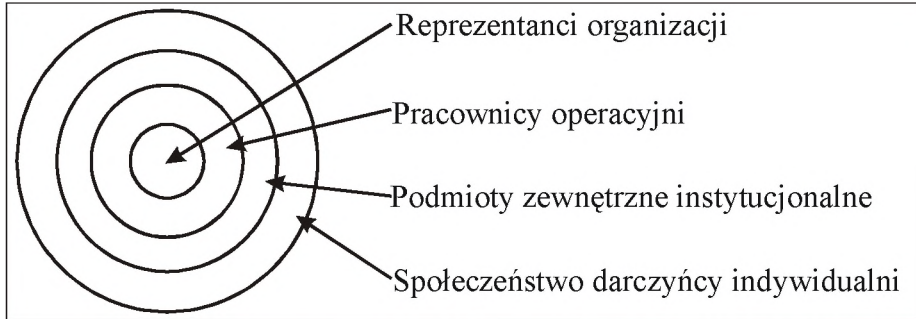 Reprezentanci organizacji
Pracownicy operacyjni
Podmioty zewnętrzne instytucjonalne
Społeczeństwo darczyńcy indywidualni